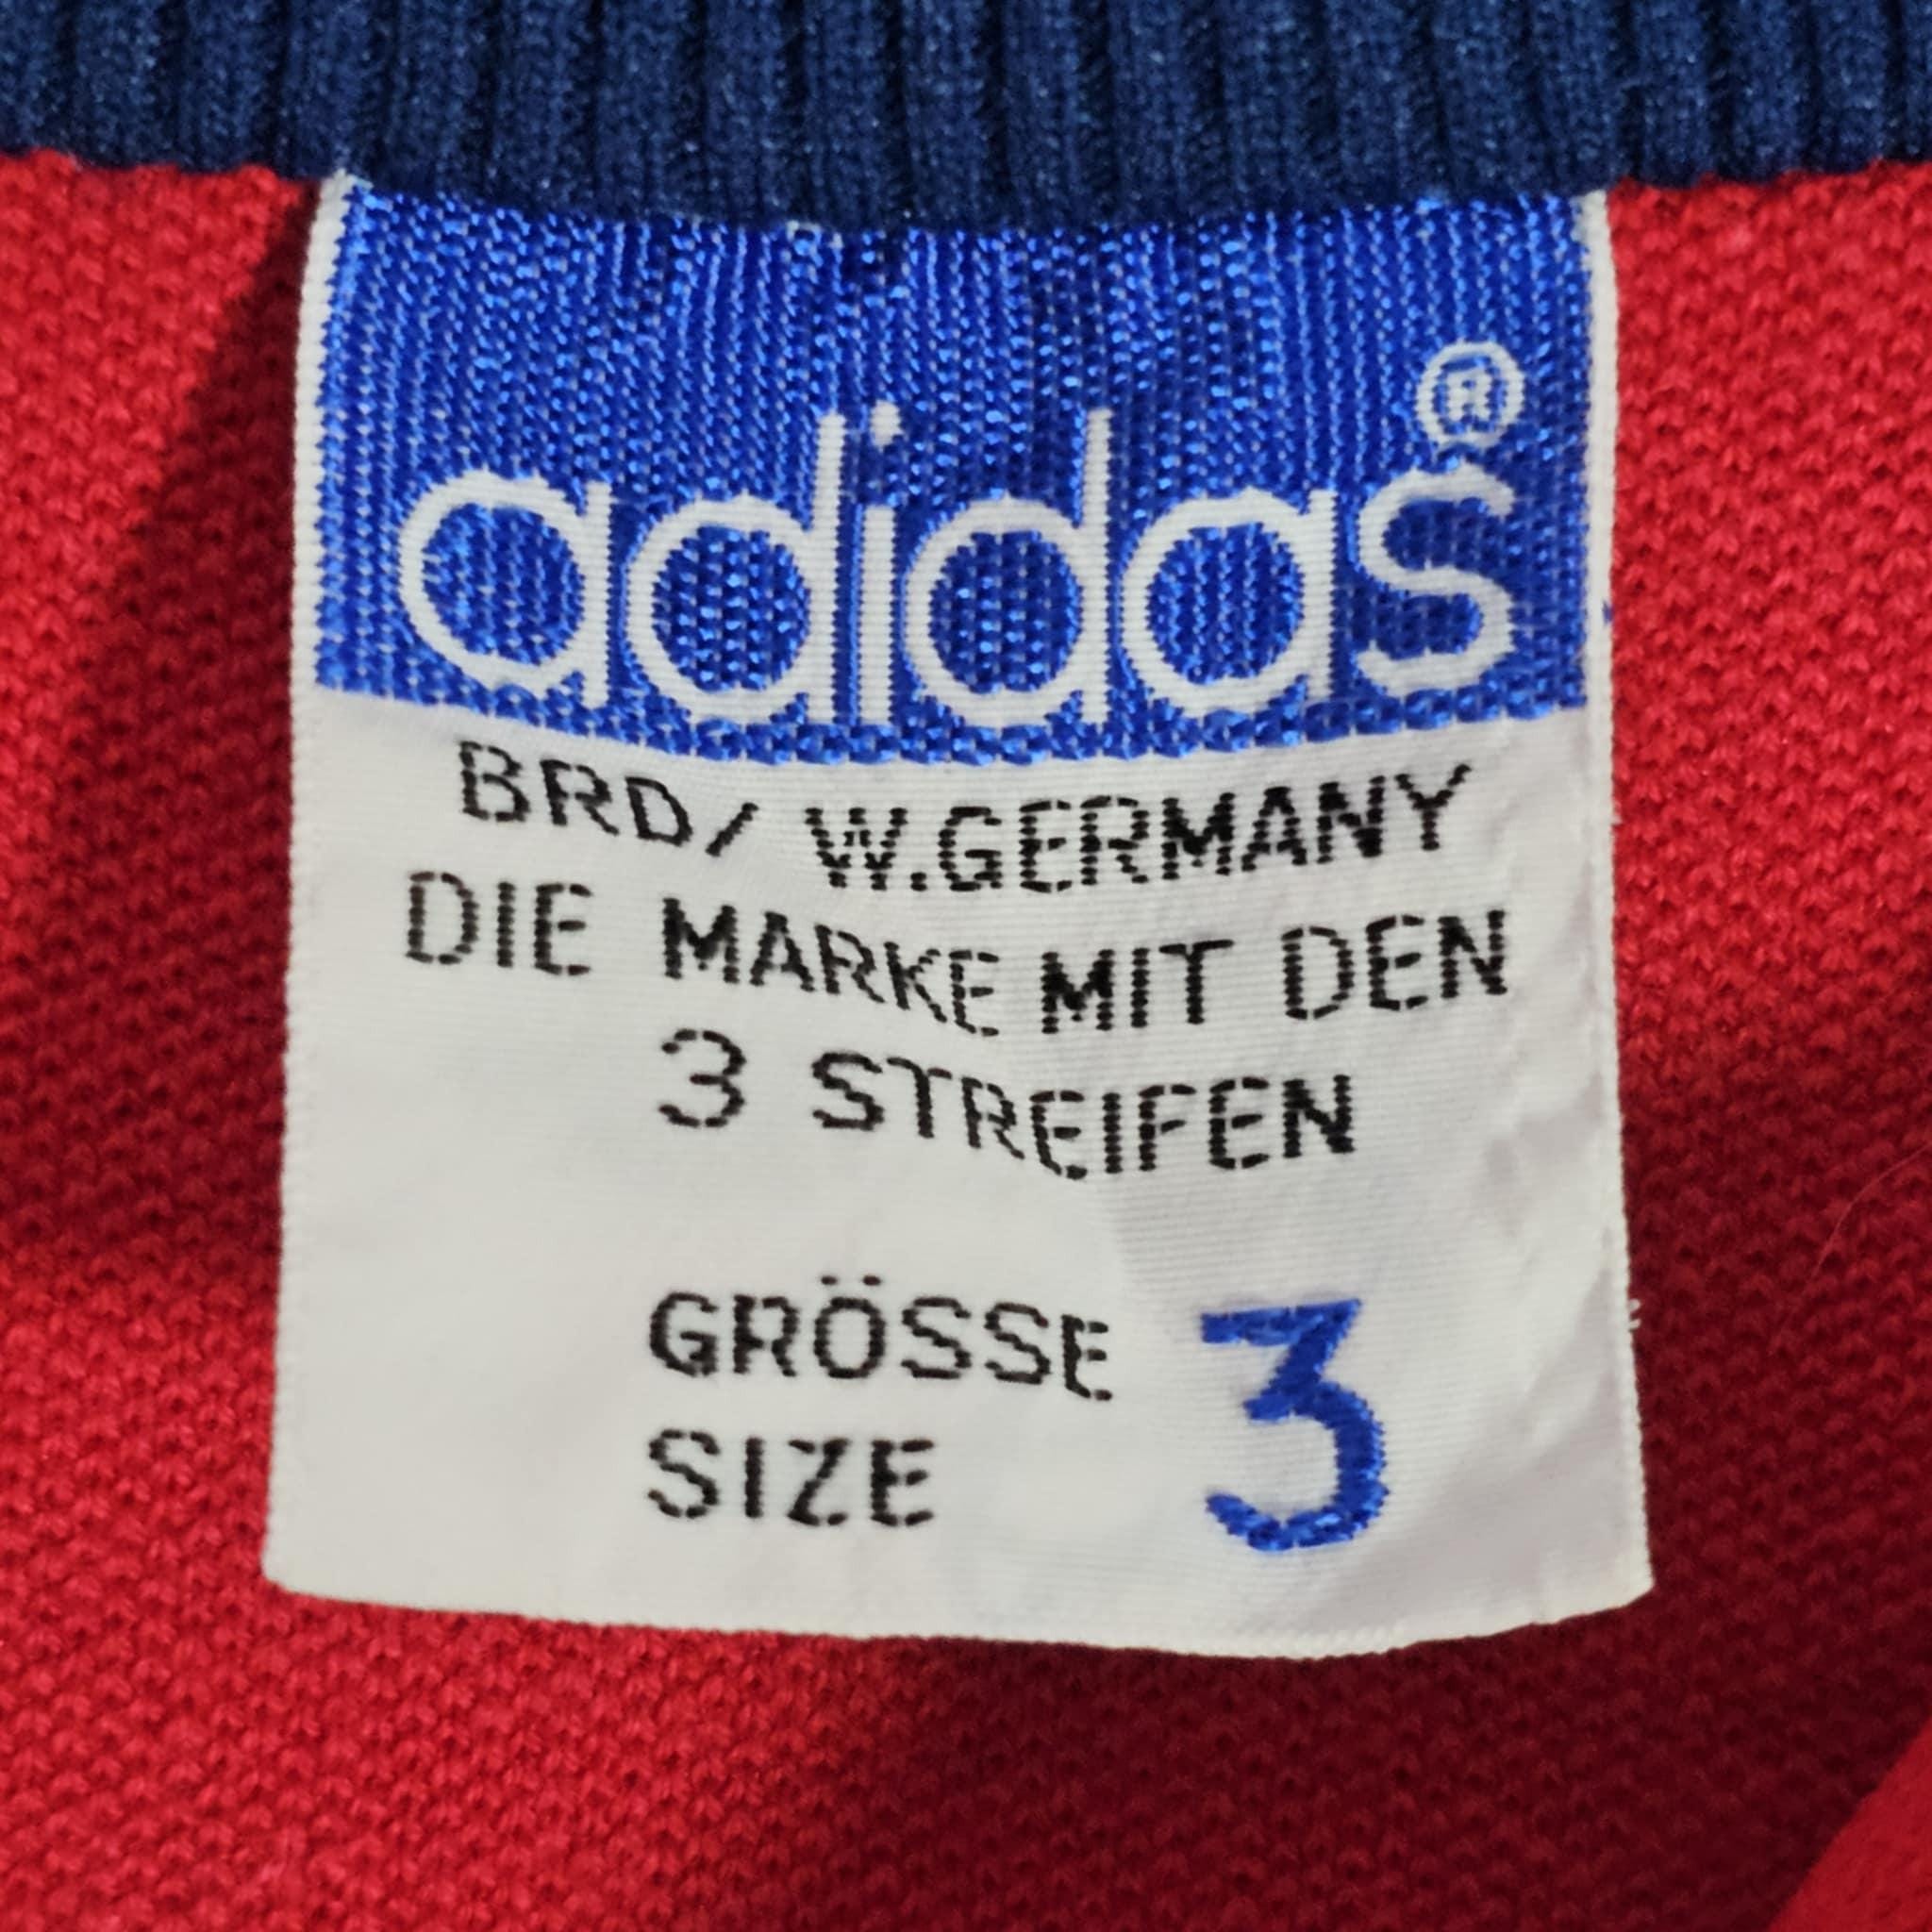 adidas®
BRD/ W.GERMANY
DIE MARKE MIT DEN
3 STREIFEN
GRÖSSE 3
SIZE